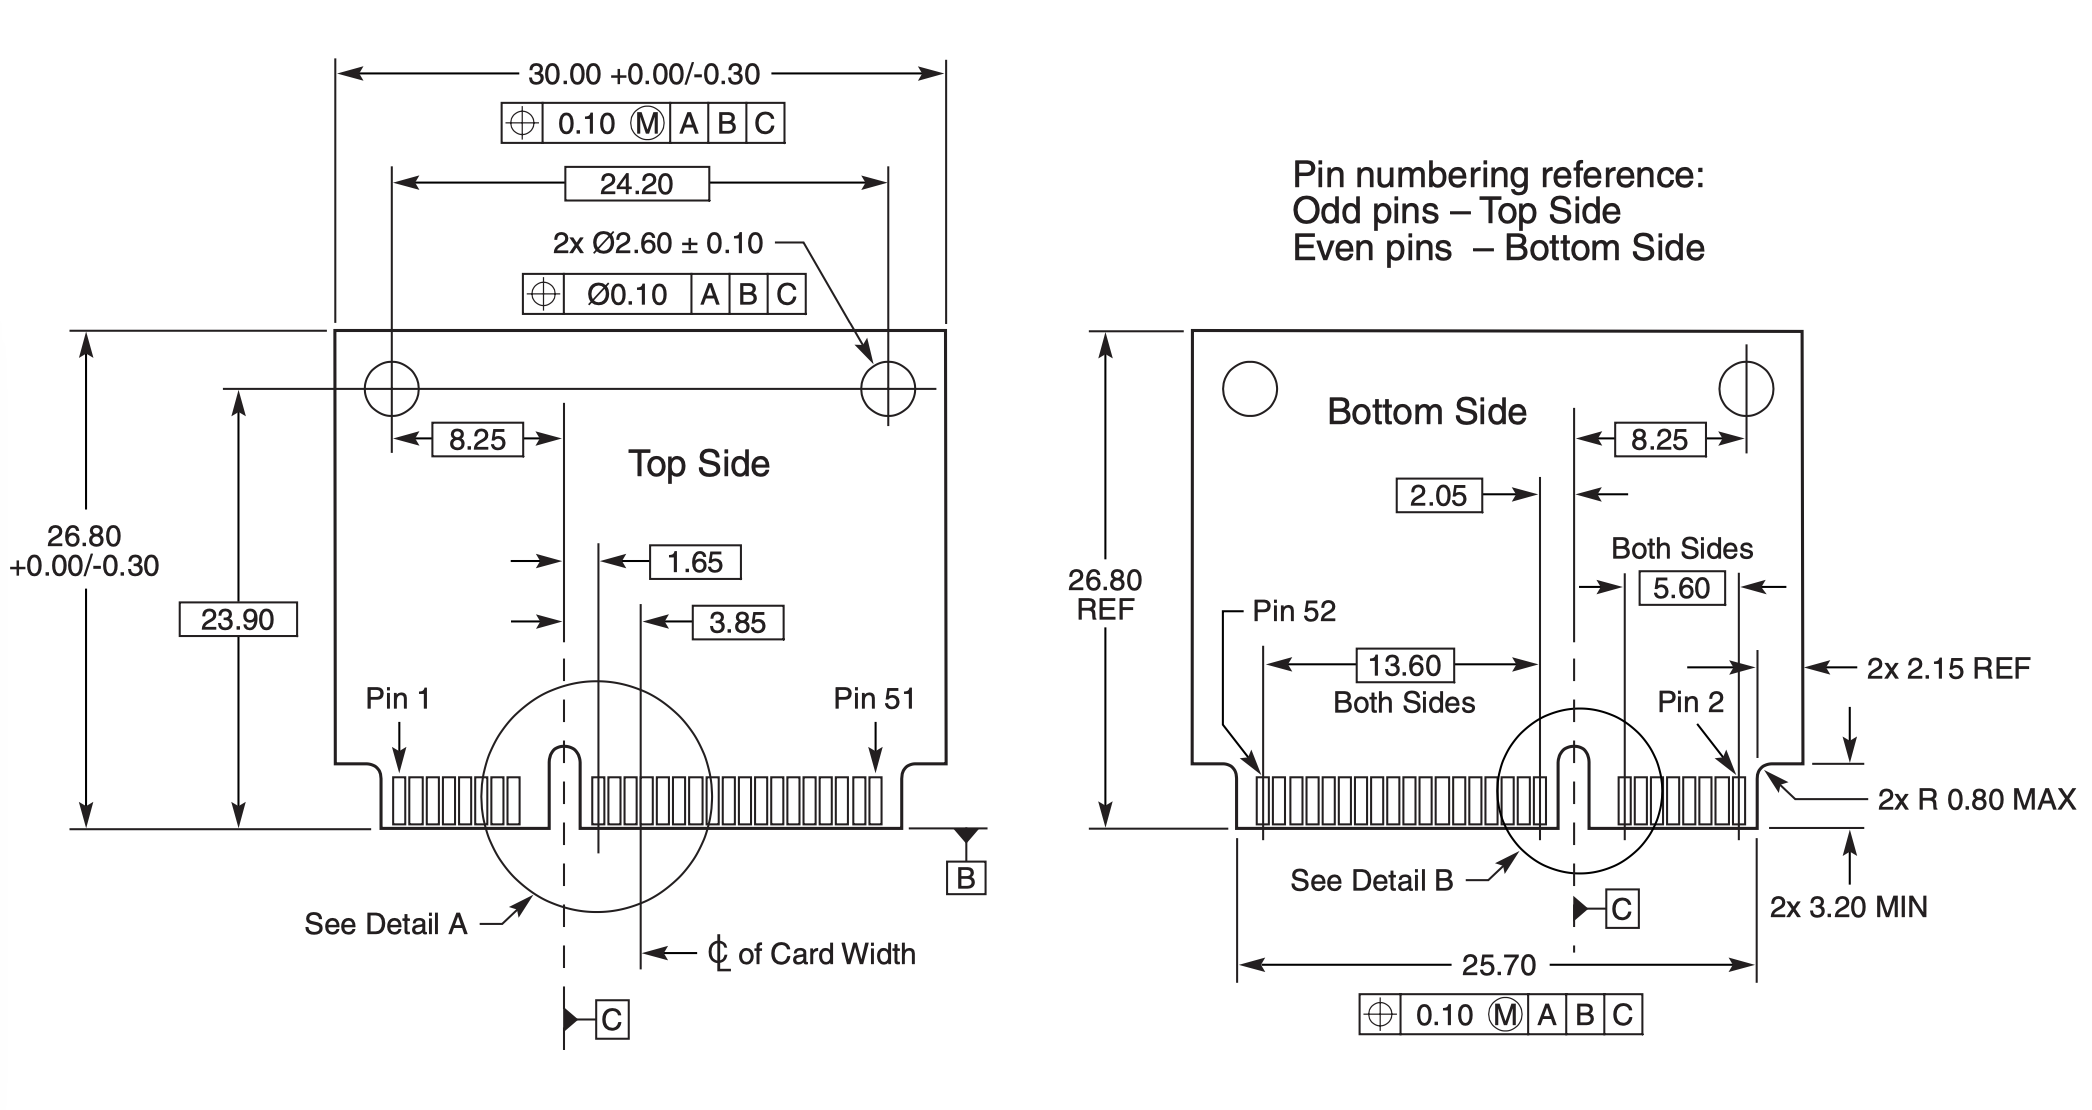 30.00 +0.00/-0.30
⌖ 0.10 Ⓜ A B C
24.20
2x Ø2.60 ± 0.10
⌖ Ø0.10 A B C
8.25
Top Side
26.80
+0.00/-0.30
23.90
1.65
3.85
Pin 1
Pin 51
B
See Detail A
℄ of Card Width
C
Pin numbering reference:
Odd pins – Top Side
Even pins – Bottom Side
Bottom Side
8.25
2.05
Both Sides
5.60
26.80
REF
Pin 52
13.60
Both Sides
Pin 2
2x 2.15 REF
2x R 0.80 MAX
See Detail B
C
2x 3.20 MIN
25.70
⌖ 0.10 Ⓜ A B C